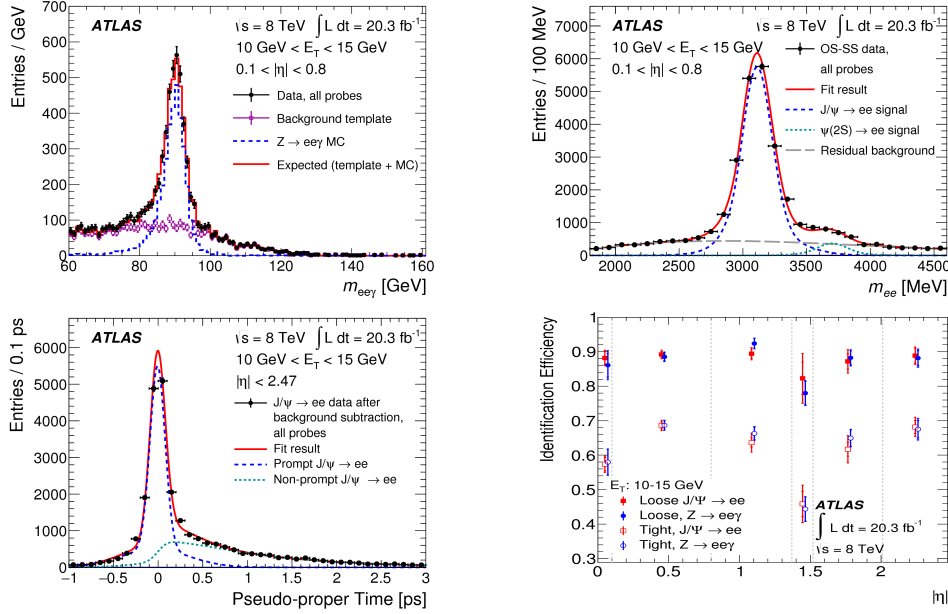 ATLAS
√s = 8 TeV ∫ L dt = 20.3 fb⁻¹
10 GeV < E_T < 15 GeV
0.1 < |η| < 0.8
Data, all probes
Background template
Z → eeγ MC
Expected (template + MC)
Entries / GeV
700
600
500
400
300
200
100
0
60 80 100 120 140 160
m_eeγ [GeV]
ATLAS
√s = 8 TeV ∫ L dt = 20.3 fb⁻¹
10 GeV < E_T < 15 GeV
0.1 < |η| < 0.8
OS-SS data,
all probes
Fit result
J/ψ → ee signal
ψ(2S) → ee signal
Residual background
Entries / 100 MeV
7000
6000
5000
4000
3000
2000
1000
0
2000 2500 3000 3500 4000 4500
m_ee [MeV]
ATLAS
√s = 8 TeV ∫ L dt = 20.3 fb⁻¹
10 GeV < E_T < 15 GeV
|η| < 2.47
J/ψ → ee data after
background subtraction,
all probes
Fit result
Prompt J/ψ → ee
Non-prompt J/ψ → ee
Entries / 0.1 ps
6000
5000
4000
3000
2000
1000
0
−1 −0.5 0 0.5 1 1.5 2 2.5 3
Pseudo-proper Time [ps]
Identification Efficiency
1
0.9
0.8
0.7
0.6
0.5
0.4
0.3
E_T: 10-15 GeV
Loose J/Ψ → ee
Loose, Z → eeγ
Tight, J/Ψ → ee
Tight, Z → eeγ
ATLAS
∫ L dt = 20.3 fb⁻¹
√s = 8 TeV
0 0.5 1 1.5 2
|η|